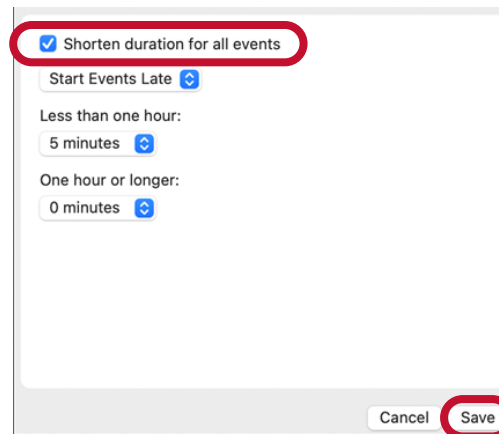 Shorten duration for all events
Start Events Late
Less than one hour:
5 minutes
One hour or longer:
0 minutes
Cancel Save